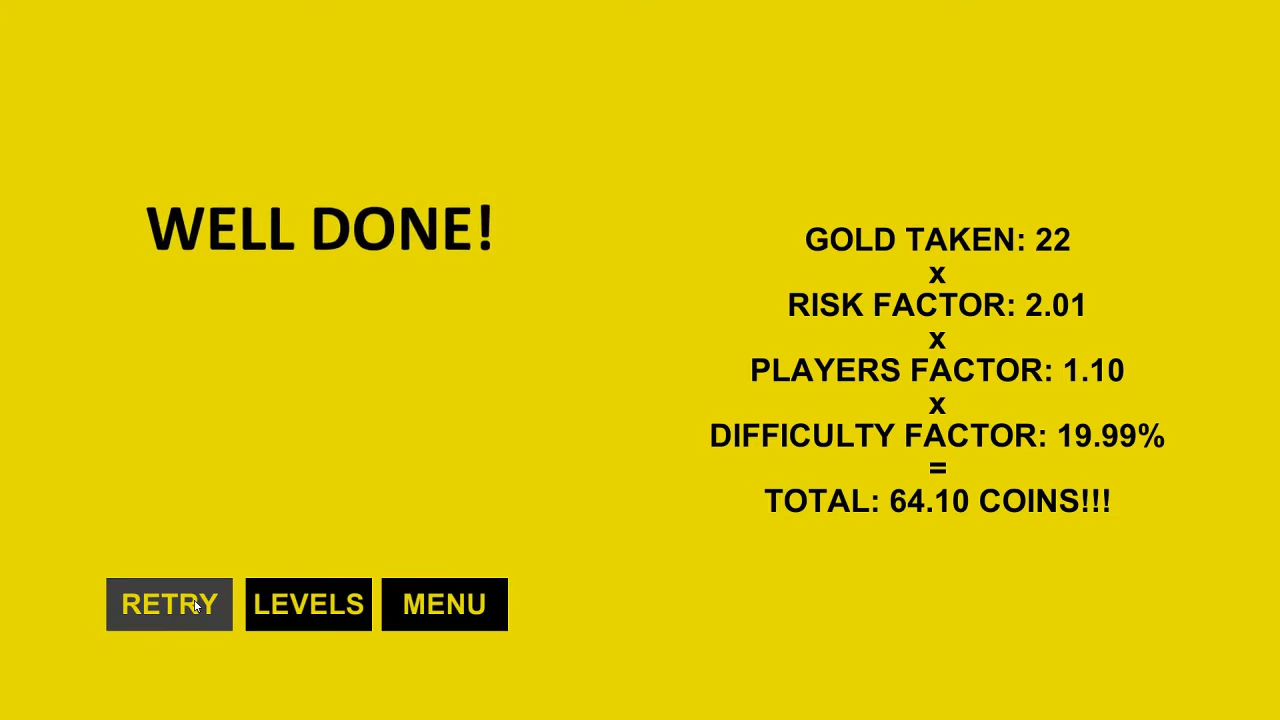 WELL DONE!
GOLD TAKEN: 22
x
RISK FACTOR: 2.01
x
PLAYERS FACTOR: 1.10
x
DIFFICULTY FACTOR: 19.99%
=
TOTAL: 64.10 COINS!!!
RETRY
LEVELS
MENU